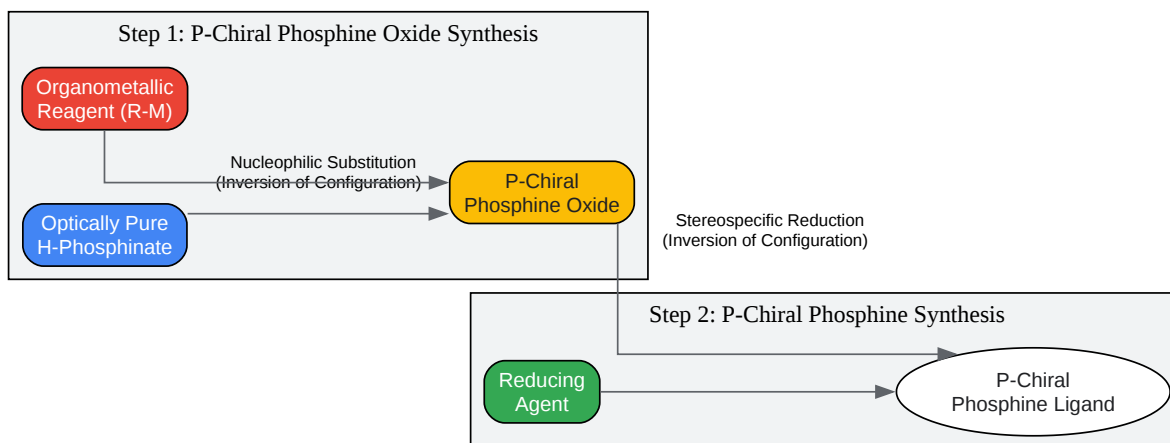 Step 1: P-Chiral Phosphine Oxide Synthesis
Organometallic
Reagent (R-M)
Nucleophilic Substitution
(Inversion of Configuration)
P-Chiral
Phosphine Oxide
Optically Pure
H-Phosphinate
Stereospecific Reduction
(Inversion of Configuration)
Step 2: P-Chiral Phosphine Synthesis
Reducing
Agent
P-Chiral
Phosphine Ligand